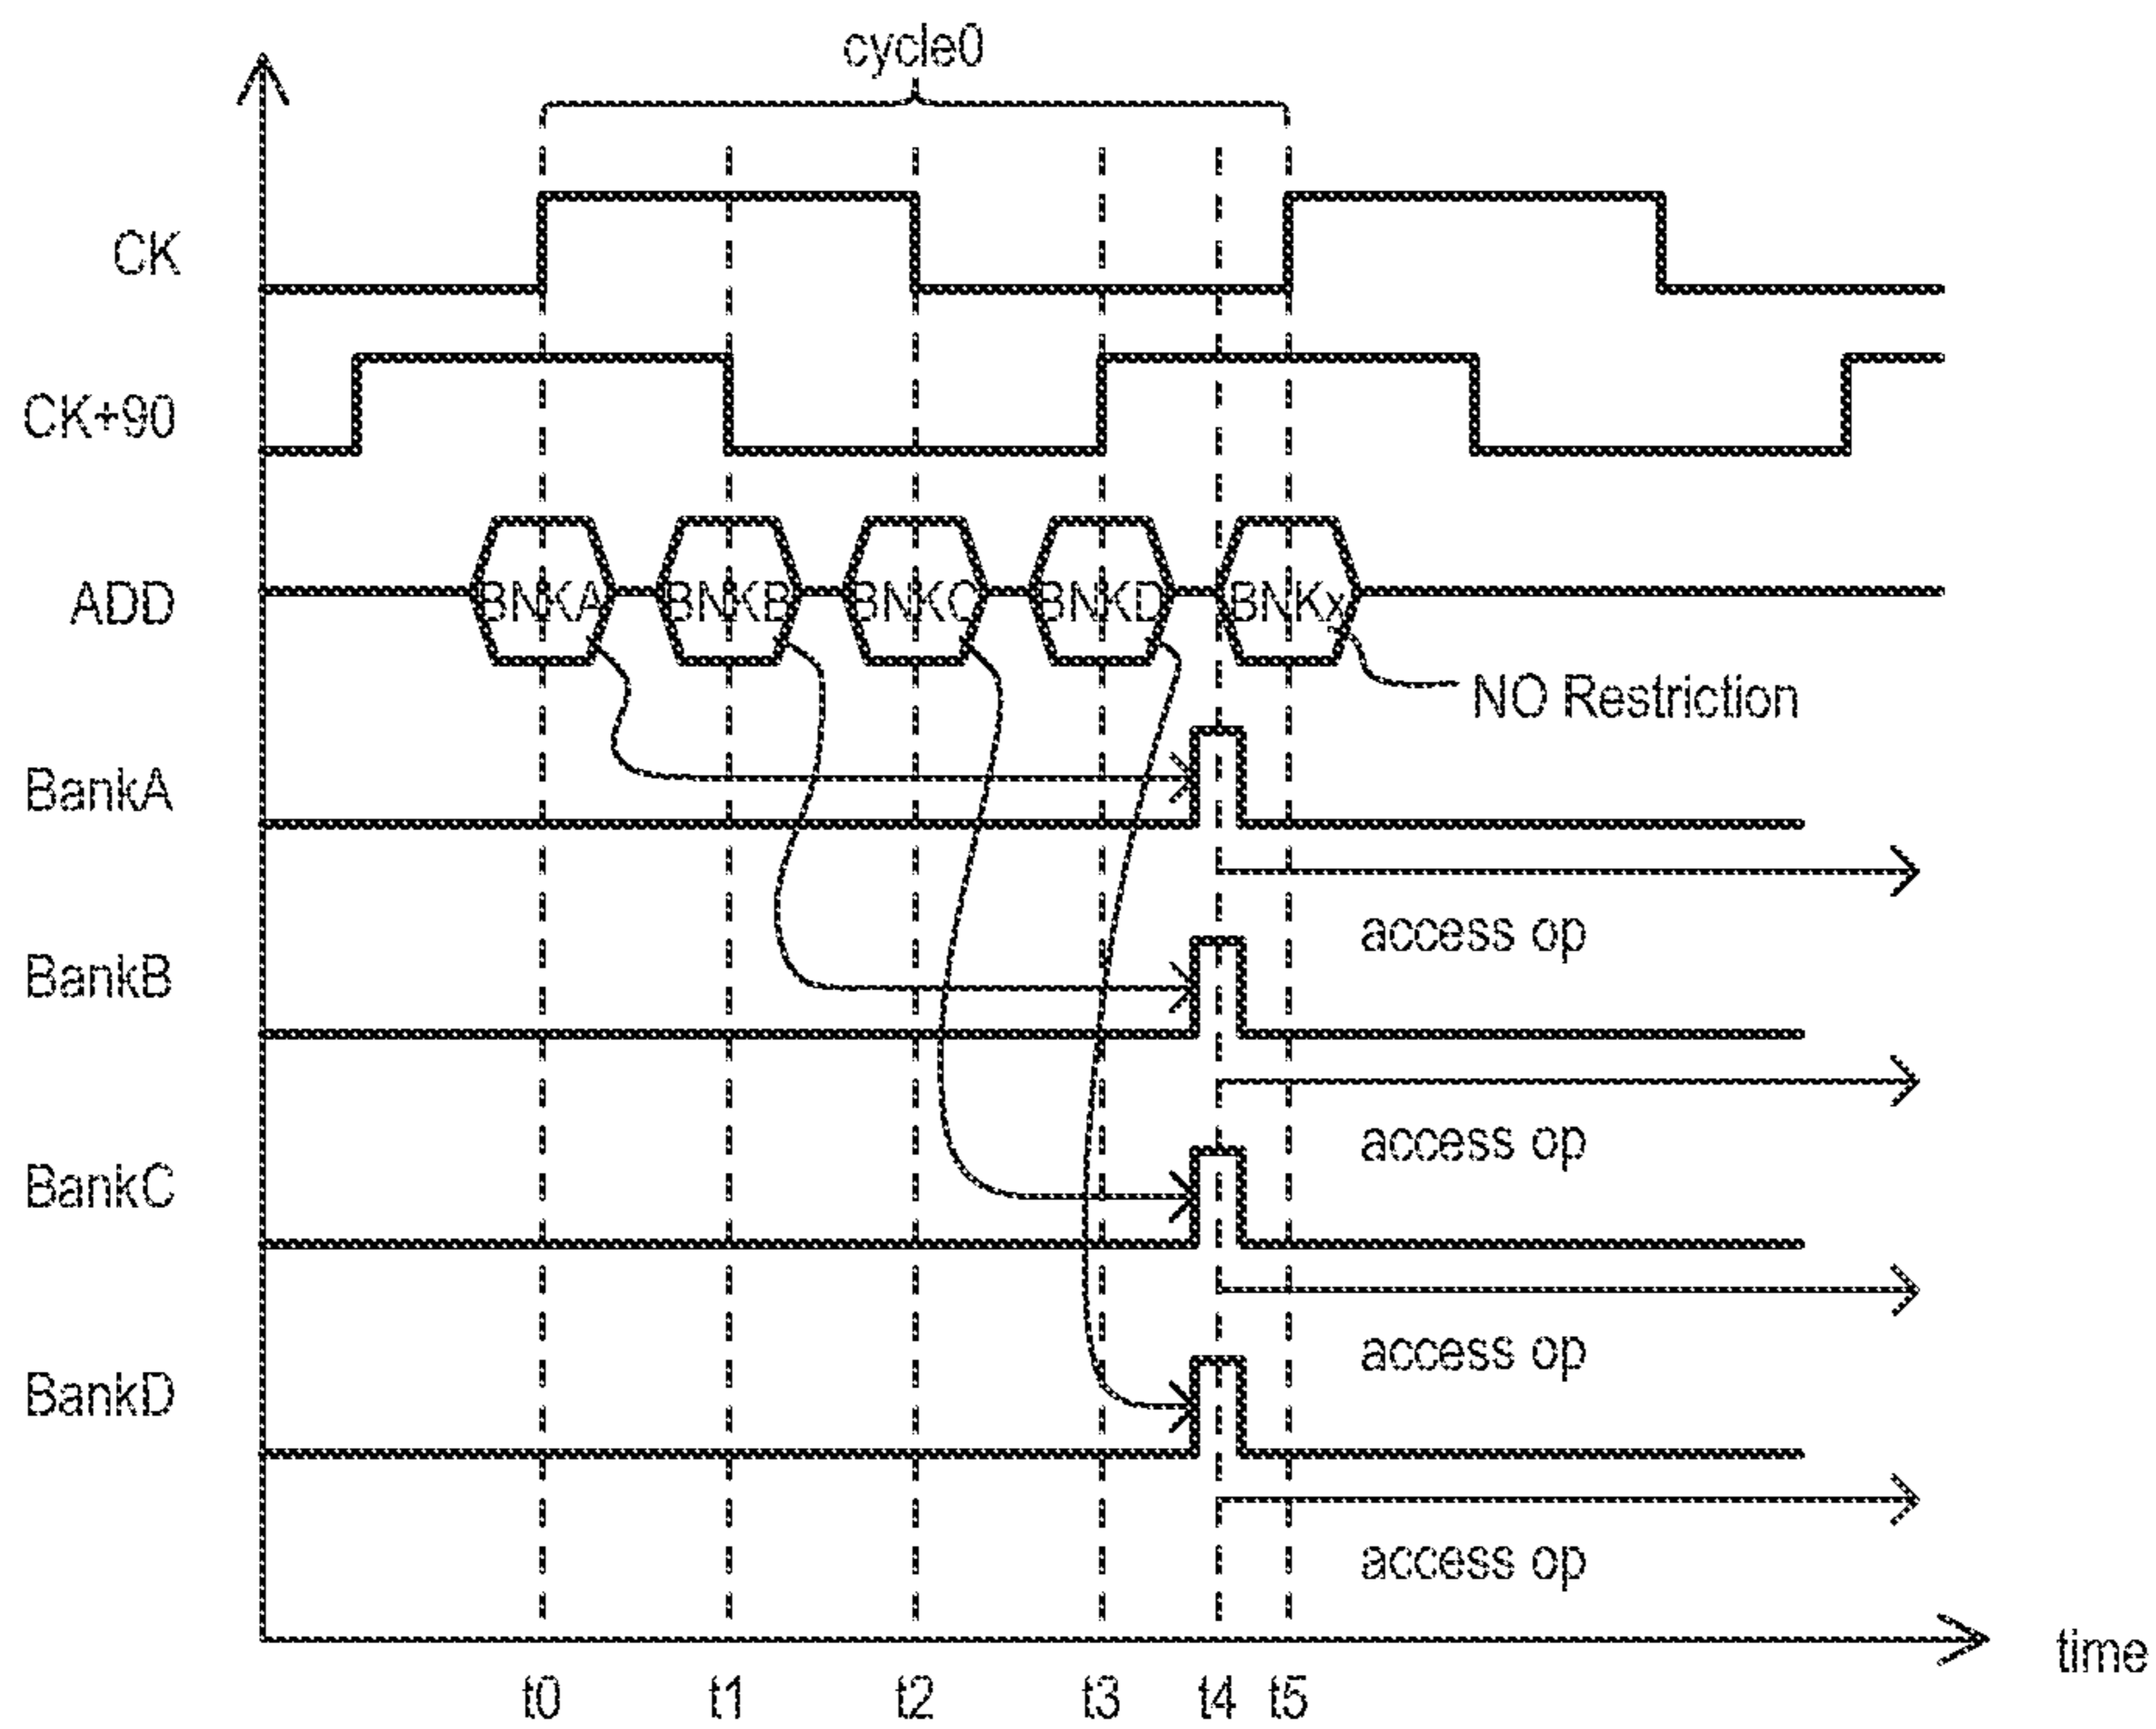 cycle0
CK
CK+90
ADD
BNKA
BNKB
BNKC
BNKD
BNKx
NO Restriction
BankA
access op
BankB
access op
BankC
access op
BankD
access op
time
t0
t1
t2
t3
t4
t5